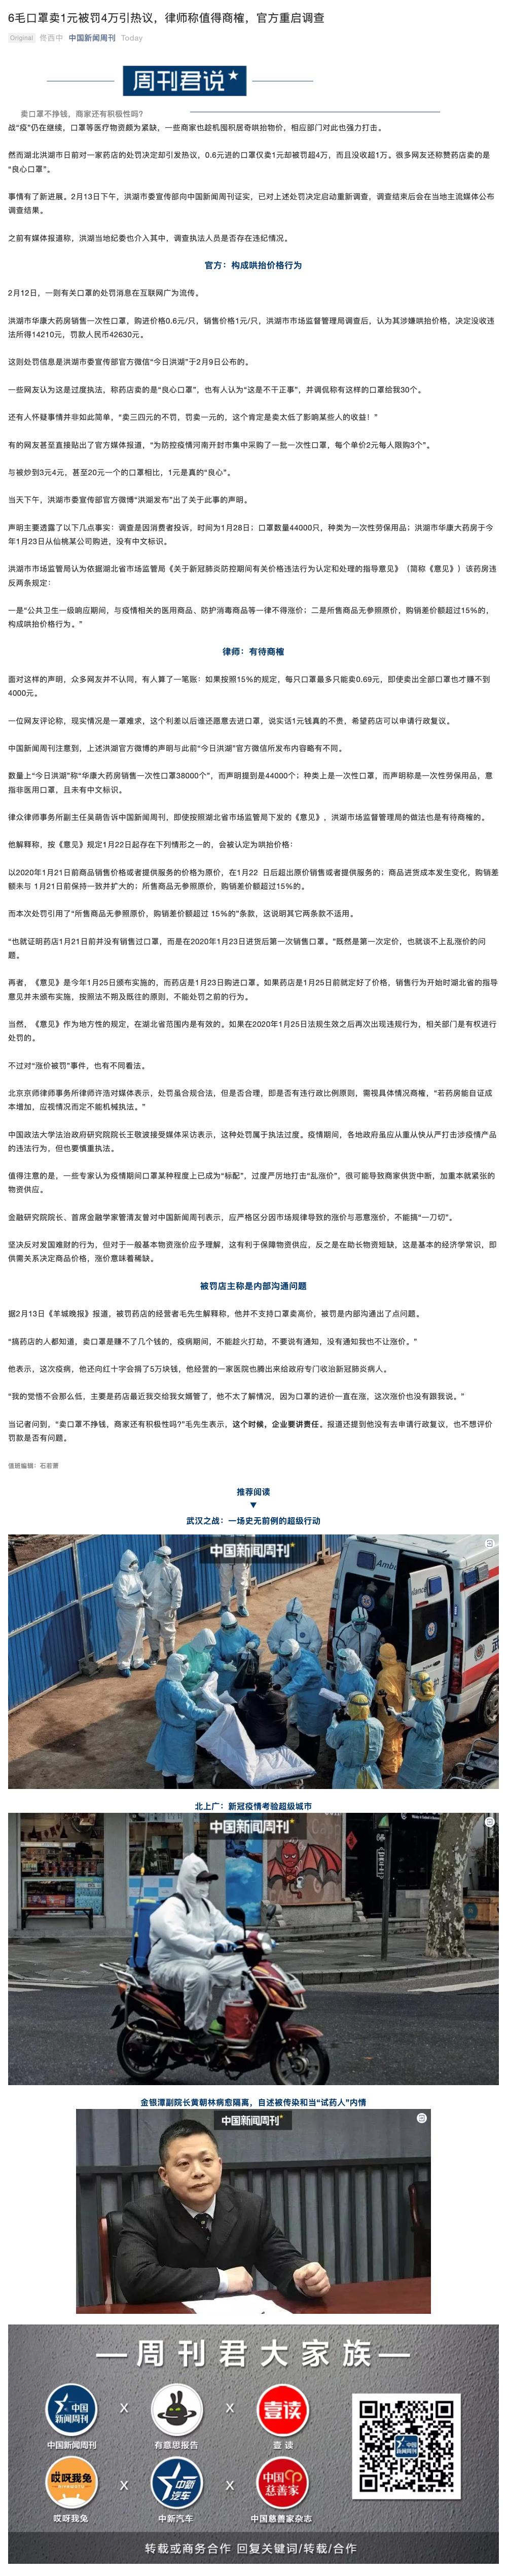 6毛口罩卖1元被罚4万引热议，律师称值得商榷，官方重启调查
Original 佟西中 中国新闻周刊 Today
周刊君说
卖口罩不挣钱，商家还有积极性吗？
战“疫”仍在继续，口罩等医疗物资颇为紧缺，一些商家也趁机囤积居奇哄抬物价，相应部门对此也强力打击。
然而湖北洪湖市日前对一家药店的处罚决定却引发热议，0.6元进的口罩仅卖1元却被罚超4万，而且没收超1万。很多网友还称赞药店卖的是
“良心口罩”。
事情有了新进展。2月13日下午，洪湖市委宣传部向中国新闻周刊证实，已对上述处罚决定启动重新调查，调查结束后会在当地主流媒体公布
调查结果。
之前有媒体报道称，洪湖当地纪委也介入其中，调查执法人员是否存在违纪情况。
官方：构成哄抬价格行为
2月12日，一则有关口罩的处罚消息在互联网广为流传。
洪湖市华康大药房销售一次性口罩，购进价格0.6元/只，销售价格1元/只，洪湖市市场监督管理局调查后，认为其涉嫌哄抬价格，决定没收违
法所得14210元，罚款人民币42630元。
这则处罚信息是洪湖市委宣传部官方微信“今日洪湖”于2月9日公布的。
一些网友认为这是过度执法，称药店卖的是“良心口罩”，也有人认为“这是不干正事”，并调侃称有这样的口罩给我30个。
还有人怀疑事情并非如此简单，“卖三四元的不罚，罚卖一元的，这个肯定是卖太低了影响某些人的收益！”
有的网友甚至直接贴出了官方媒体报道，“为防控疫情河南开封市集中采购了一批一次性口罩，每个单价2元每人限购3个”。
与被炒到3元4元，甚至20元一个的口罩相比，1元是真的“良心”。
当天下午，洪湖市委宣传部官方微博“洪湖发布”出了关于此事的声明。
声明主要透露了以下几点事实：调查是因消费者投诉，时间为1月28日；口罩数量44000只，种类为一次性劳保用品；洪湖市华康大药房于今
年1月23日从仙桃某公司购进，没有中文标识。
洪湖市市场监管局认为依据湖北省市场监管局《关于新冠肺炎防控期间有关价格违法行为认定和处理的指导意见》（简称《意见》）该药房违
反两条规定：
一是“公共卫生一级响应期间，与疫情相关的医用商品、防护消毒商品等一律不得涨价；二是所售商品无参照原价，购销差价额超过15%的，
构成哄抬价格行为。”
律师：有待商榷
面对这样的声明，众多网友并不认同，有人算了一笔账：如果按照15%的规定，每只口罩最多只能卖0.69元，即使卖出全部口罩也才赚不到
4000元。
一位网友评论称，现实情况是一罩难求，这个利差以后谁还愿意去进口罩，说实话1元钱真的不贵，希望药店可以申请行政复议。
中国新闻周刊注意到，上述洪湖官方微博的声明与此前“今日洪湖”官方微信所发布内容略有不同。
数量上“今日洪湖”称“华康大药房销售一次性口罩38000个”，而声明提到是44000个；种类上是一次性口罩，而声明称是一次性劳保用品，意
指非医用口罩，且未有中文标识。
律众律师事务所副主任吴萌告诉中国新闻周刊，即使按照湖北省市场监管局下发的《意见》，洪湖市场监督管理局的做法也是有待商榷的。
他解释称，按《意见》规定1月22日起存在下列情形之一的，会被认定为哄抬价格：
以2020年1月21日前商品销售价格或者提供服务的价格为原价，在1月22 日后超出原价销售或者提供服务的；商品进货成本发生变化，购销差
额未与 1月21日前保持一致并扩大的；所售商品无参照原价，购销差价额超过15%的。
而本次处罚引用了“所售商品无参照原价，购销差价额超过 15%的”条款，这说明其它两条款不适用。
“也就证明药店1月21日前并没有销售过口罩，而是在2020年1月23日进货后第一次销售口罩。”既然是第一次定价，也就谈不上乱涨价的问
题。
再者，《意见》是今年1月25日颁布实施的，而药店是1月23日购进口罩。如果药店是1月25日前就定好了价格，销售行为开始时湖北省的指导
意见并未颁布实施，按照法不溯及既往的原则，不能处罚之前的行为。
当然，《意见》作为地方性的规定，在湖北省范围内是有效的。如果在2020年1月25日法规生效之后再次出现违规行为，相关部门是有权进行
处罚的。
不过对“涨价被罚”事件，也有不同看法。
北京京师律师事务所律师许浩对媒体表示，处罚虽合规合法，但是否合理，即是否有违行政比例原则，需视具体情况商榷，“若药房能自证成
本增加，应视情况而定不能机械执法。”
中国政法大学法治政府研究院院长王敬波接受媒体采访表示，这种处罚属于执法过度。疫情期间，各地政府虽应从重从快从严打击涉疫情产品
的违法行为，但也要慎重执法。
值得注意的是，一些专家认为疫情期间口罩某种程度上已成为“标配”，过度严厉地打击“乱涨价”，很可能导致商家供货中断，加重本就紧张的
物资供应。
金融研究院院长、首席金融学家管清友曾对中国新闻周刊表示，应严格区分因市场规律导致的涨价与恶意涨价，不能搞“一刀切”。
坚决反对发国难财的行为，但对于一般基本物资涨价应予理解，这有利于保障物资供应，反之是在助长物资短缺，这是基本的经济学常识，即
供需关系决定商品价格，涨价意味着稀缺。
被罚店主称是内部沟通问题
据2月13日《羊城晚报》报道，被罚药店的经营者毛先生解释称，他并不支持口罩卖高价，被罚是内部沟通出了点问题。
“搞药店的人都知道，卖口罩是赚不了几个钱的，疫病期间，不能趁火打劫，不要说有通知，没有通知我也不让涨价。”
他表示，这次疫病，他还向红十字会捐了5万块钱，他经营的一家医院也腾出来给政府专门收治新冠肺炎病人。
“我的觉悟不会那么低，主要是药店最近我交给我女婿管了，他不太了解情况，因为口罩的进价一直在涨，这次涨价也没有跟我说。”
当记者问到，“卖口罩不挣钱，商家还有积极性吗?”毛先生表示，这个时候，企业要讲责任。报道还提到他没有去申请行政复议，也不想评价
罚款是否有问题。
值班编辑：石若萧
推荐阅读
▼
武汉之战：一场史无前例的超级行动
中国新闻周刊
Ambulance
北上广：新冠疫情考验超级城市
中国新闻周刊
金银潭副院长黄朝林病愈隔离，自述被传染和当“试药人”内情
中国新闻周刊
—周刊君大家族—
中国
新闻周刊
X
X
壹读
中国新闻周刊
有意思报告
壹 读
哎呀我兔
X
中新
汽车
X
中国
慈善家
哎呀我兔
中新汽车
中国慈善家杂志
转载或商务合作 回复关键词/转载/合作